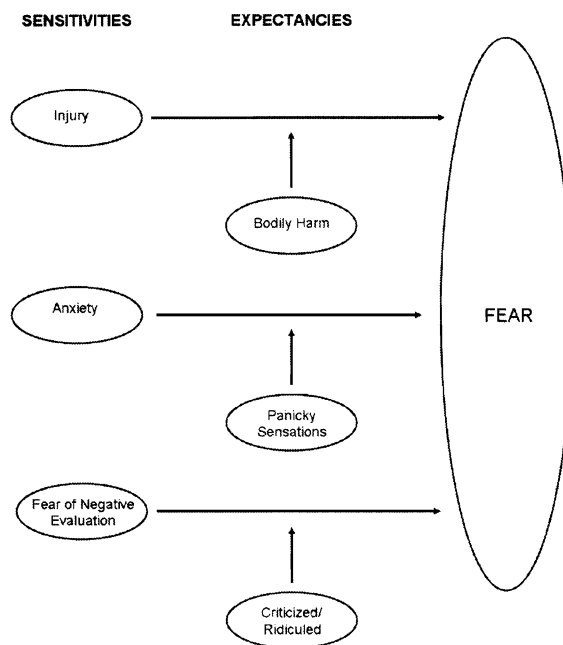 SENSITIVITIES EXPECTANCIES
Injury
Bodily Harm
Anxiety
FEAR
Panicky
Sensations
Fear of Negative
Evaluation
Criticized/
Ridiculed